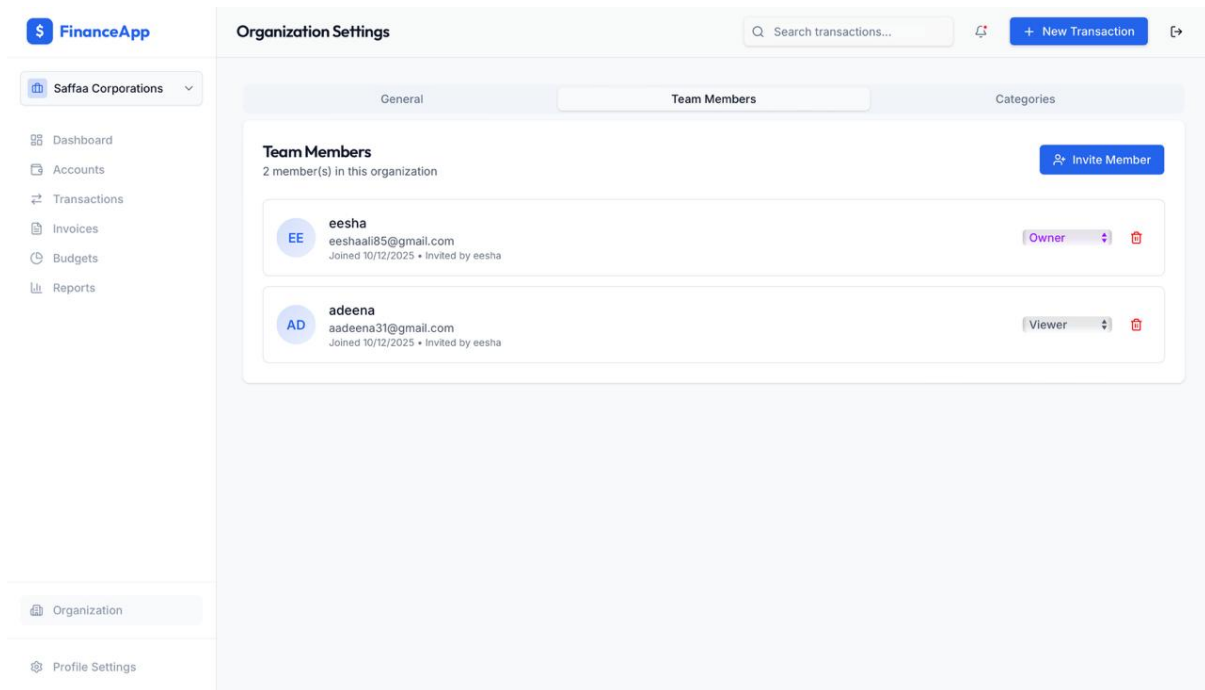 $ FinanceApp
Organization Settings
Search transactions...
+ New Transaction
Saffaa Corporations
General
Team Members
Categories
Dashboard
Accounts
Transactions
Invoices
Budgets
Reports
Team Members
2 member(s) in this organization
Invite Member
EE
eesha
eeshaali85@gmail.com
Joined 10/12/2025 • Invited by eesha
Owner
AD
adeena
aadeena31@gmail.com
Joined 10/12/2025 • Invited by eesha
Viewer
Organization
Profile Settings